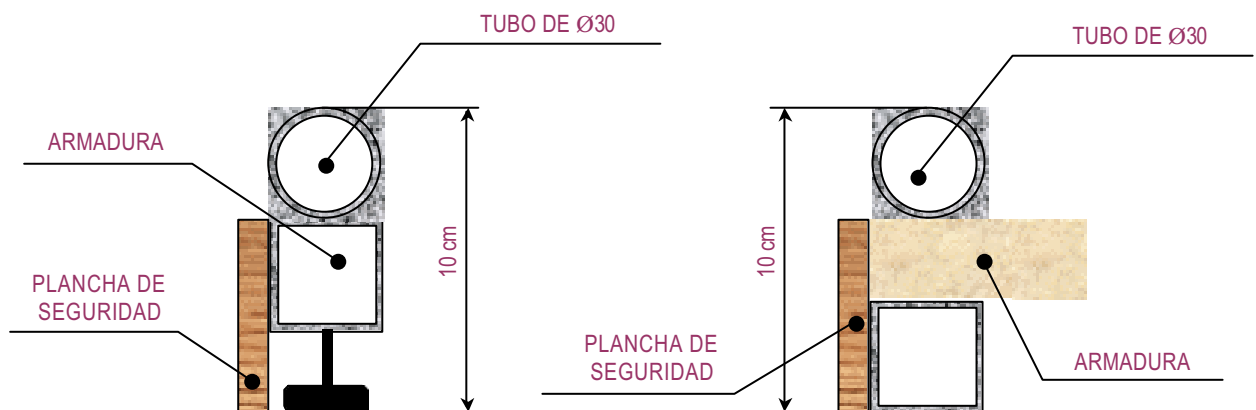 TUBO DE Ø30
ARMADURA
10 cm
PLANCHA DE
SEGURIDAD
TUBO DE Ø30
10 cm
PLANCHA DE
SEGURIDAD
ARMADURA